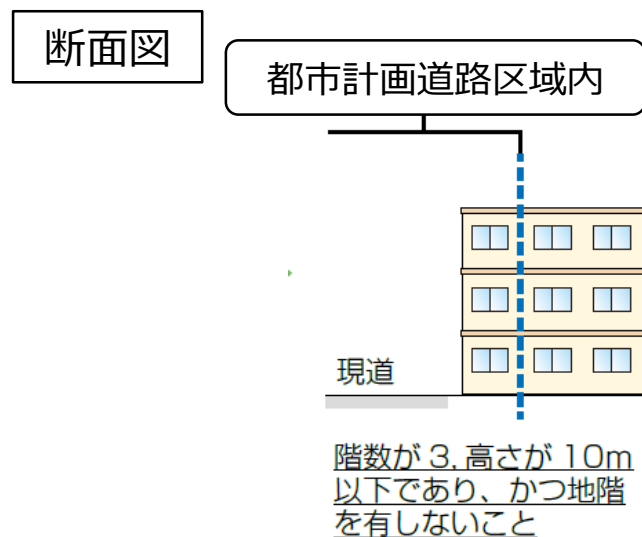 断面図
都市計画道路区域内
現道
階数が 3, 高さが 10m
以下であり、かつ地階
を有しないこと